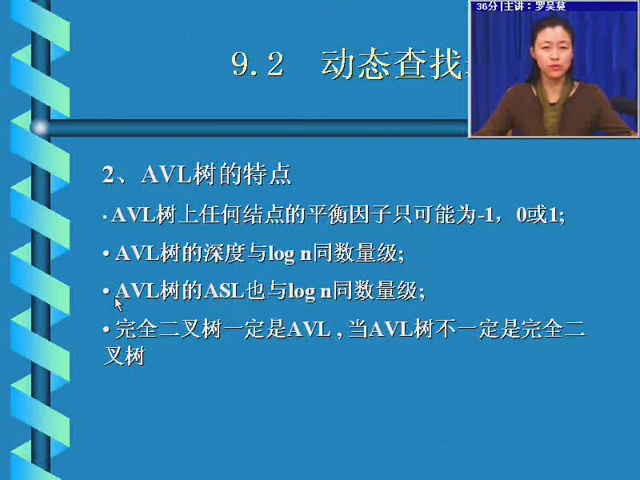 36分|主讲：罗昊
9.2 动态查找
2、AVL树的特点
·AVL树上任何结点的平衡因子只可能为-1，0或1;
• AVL树的深度与log n同数量级;
• AVL树的ASL也与log n同数量级;
• 完全二叉树一定是AVL , 当AVL树不一定是完全二
叉树